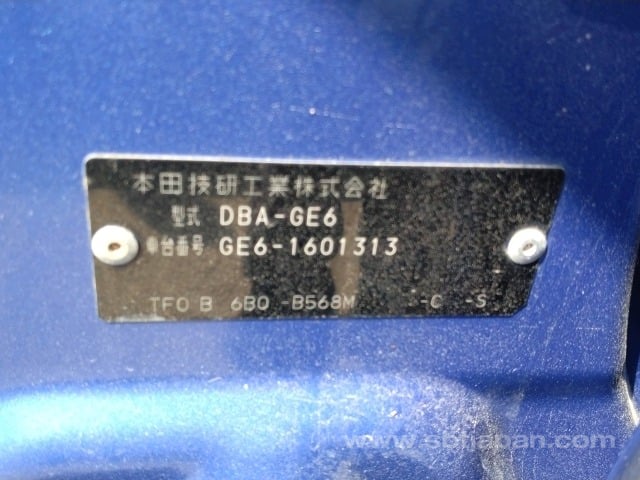 本田技研工業株式会社
型式 DBA-GE6
車台番号 GE6-1601313
TFO B 6B0 -B568M -C -S
www.sbtjapan.com